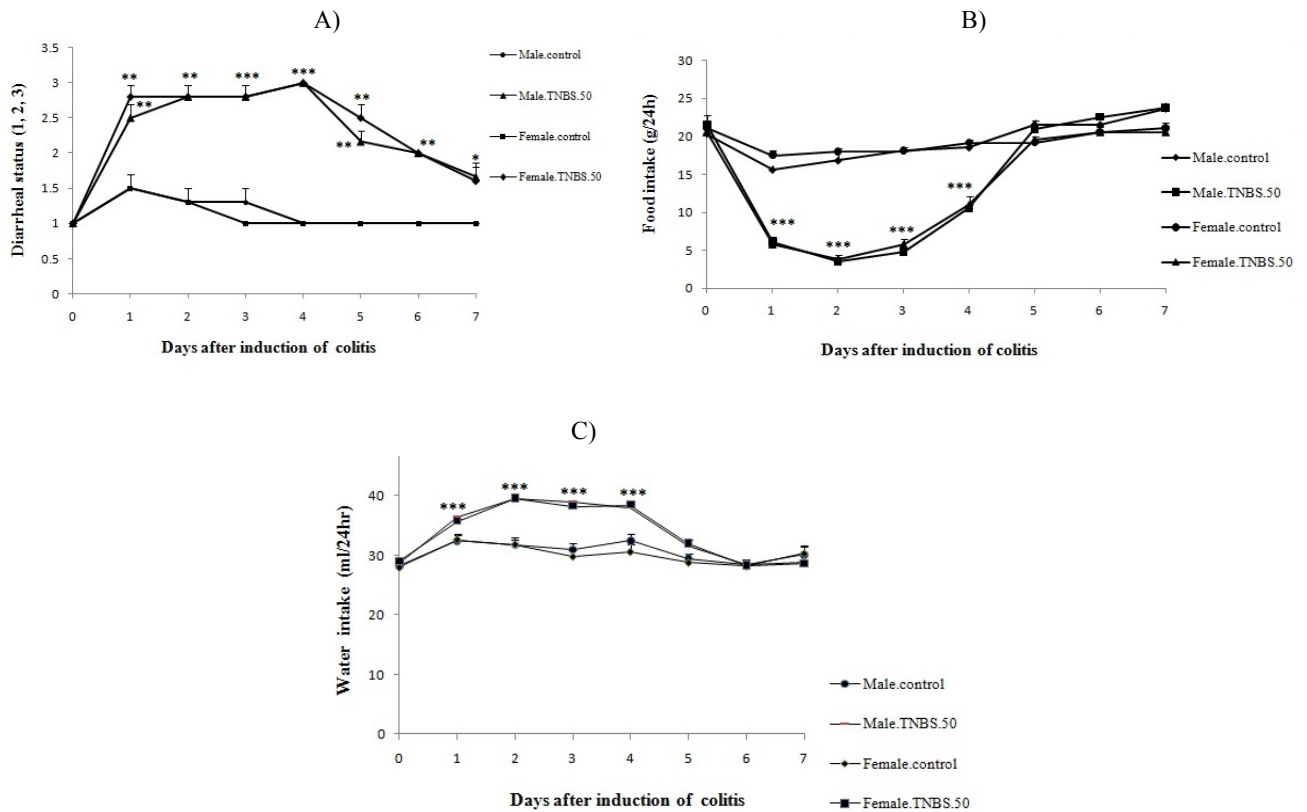 A)
Diarrheal status (1, 2, 3)
3.5
3
2.5
2
1.5
1
0.5
0
** ** *** *** ** ** *
** **
0 1 2 3 4 5 6 7
Days after induction of colitis
Male.control
Male.TNBS.50
Female.control
Female.TNBS.50
B)
Food intake (g/24h)
30
25
20
15
10
5
0
*** *** *** ***
0 1 2 3 4 5 6 7
Days after induction of colitis
Male.control
Male.TNBS.50
Female.control
Female.TNBS.50
C)
Water intake (ml/24hr)
40
30
20
10
0
*** *** *** ***
0 1 2 3 4 5 6 7
Days after induction of colitis
Male.control
Male.TNBS.50
Female.control
Female.TNBS.50